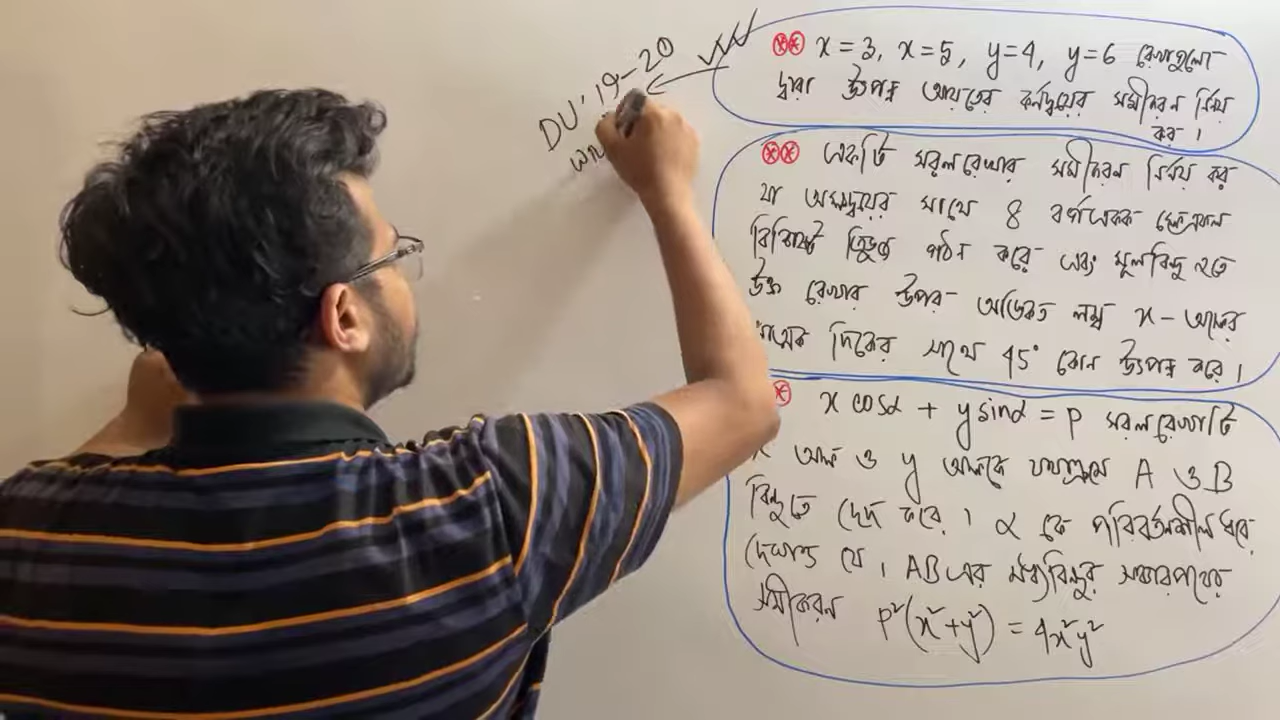 DU' 19-20
x = 3, x = 5, y = 4, y = 6 রেখাগুলো
দ্বারা উৎপন্ন আয়তের কর্ণদ্বয়ের সমীকরণ নির্ণয়
কর ।
একটি সরলরেখার সমীকরণ নির্ণয় কর
যা অক্ষদ্বয়ের সাথে 8 বর্গএকক ক্ষেত্রফল
বিশিষ্ট ত্রিভুজ গঠন করে এবং মূলবিন্দু হতে
উক্ত রেখার উপর অঙ্কিত লম্ব x - অক্ষের
দিকের সাথে 45° কোন উৎপন্ন করে ।
x cosα + y sinα = P সরলরেখাটি
অক্ষ ও y অক্ষকে যথাক্রমে A ও B
বিন্দুতে ছেদ করে । α কে পরিবর্তনশীল ধরে
দেখাও যে, AB এর মধ্যবিন্দুর সঞ্চারপথের
সমীকরণ P²(x²+y²) = 4x²y²